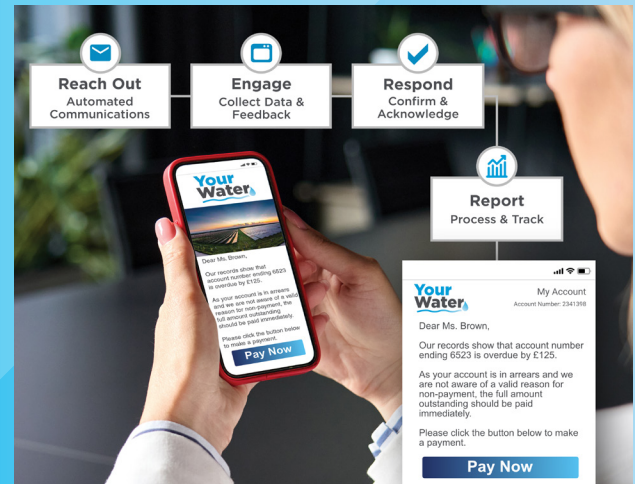 Reach Out
Automated
Communications
Engage
Collect Data &
Feedback
Respond
Confirm &
Acknowledge
Report
Process & Track
Your
Water
Dear Ms. Brown,
Our records show that
account number ending 6523
is overdue by £125.
As your account is in arrears
and we are not aware of a valid
reason for non-payment, the
full amount outstanding
should be paid immediately.
Please click the button below
to make a payment.
Pay Now
Your
Water
My Account
Account Number: 2341398
Dear Ms. Brown,
Our records show that account number
ending 6523 is overdue by £125.
As your account is in arrears and we
are not aware of a valid reason for
non-payment, the full amount
outstanding should be paid
immediately.
Please click the button below to make
a payment.
Pay Now